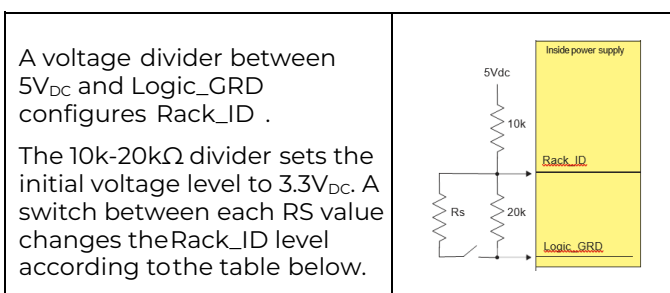 A voltage divider between
5VDC and Logic_GRD
configures Rack_ID .
The 10k-20kΩ divider sets the
initial voltage level to 3.3VDC. A
switch between each RS value
changes theRack_ID level
according tothe table below.
Inside power supply
5Vdc
10k
Rack_ID
Rs
20k
Logic_GRD